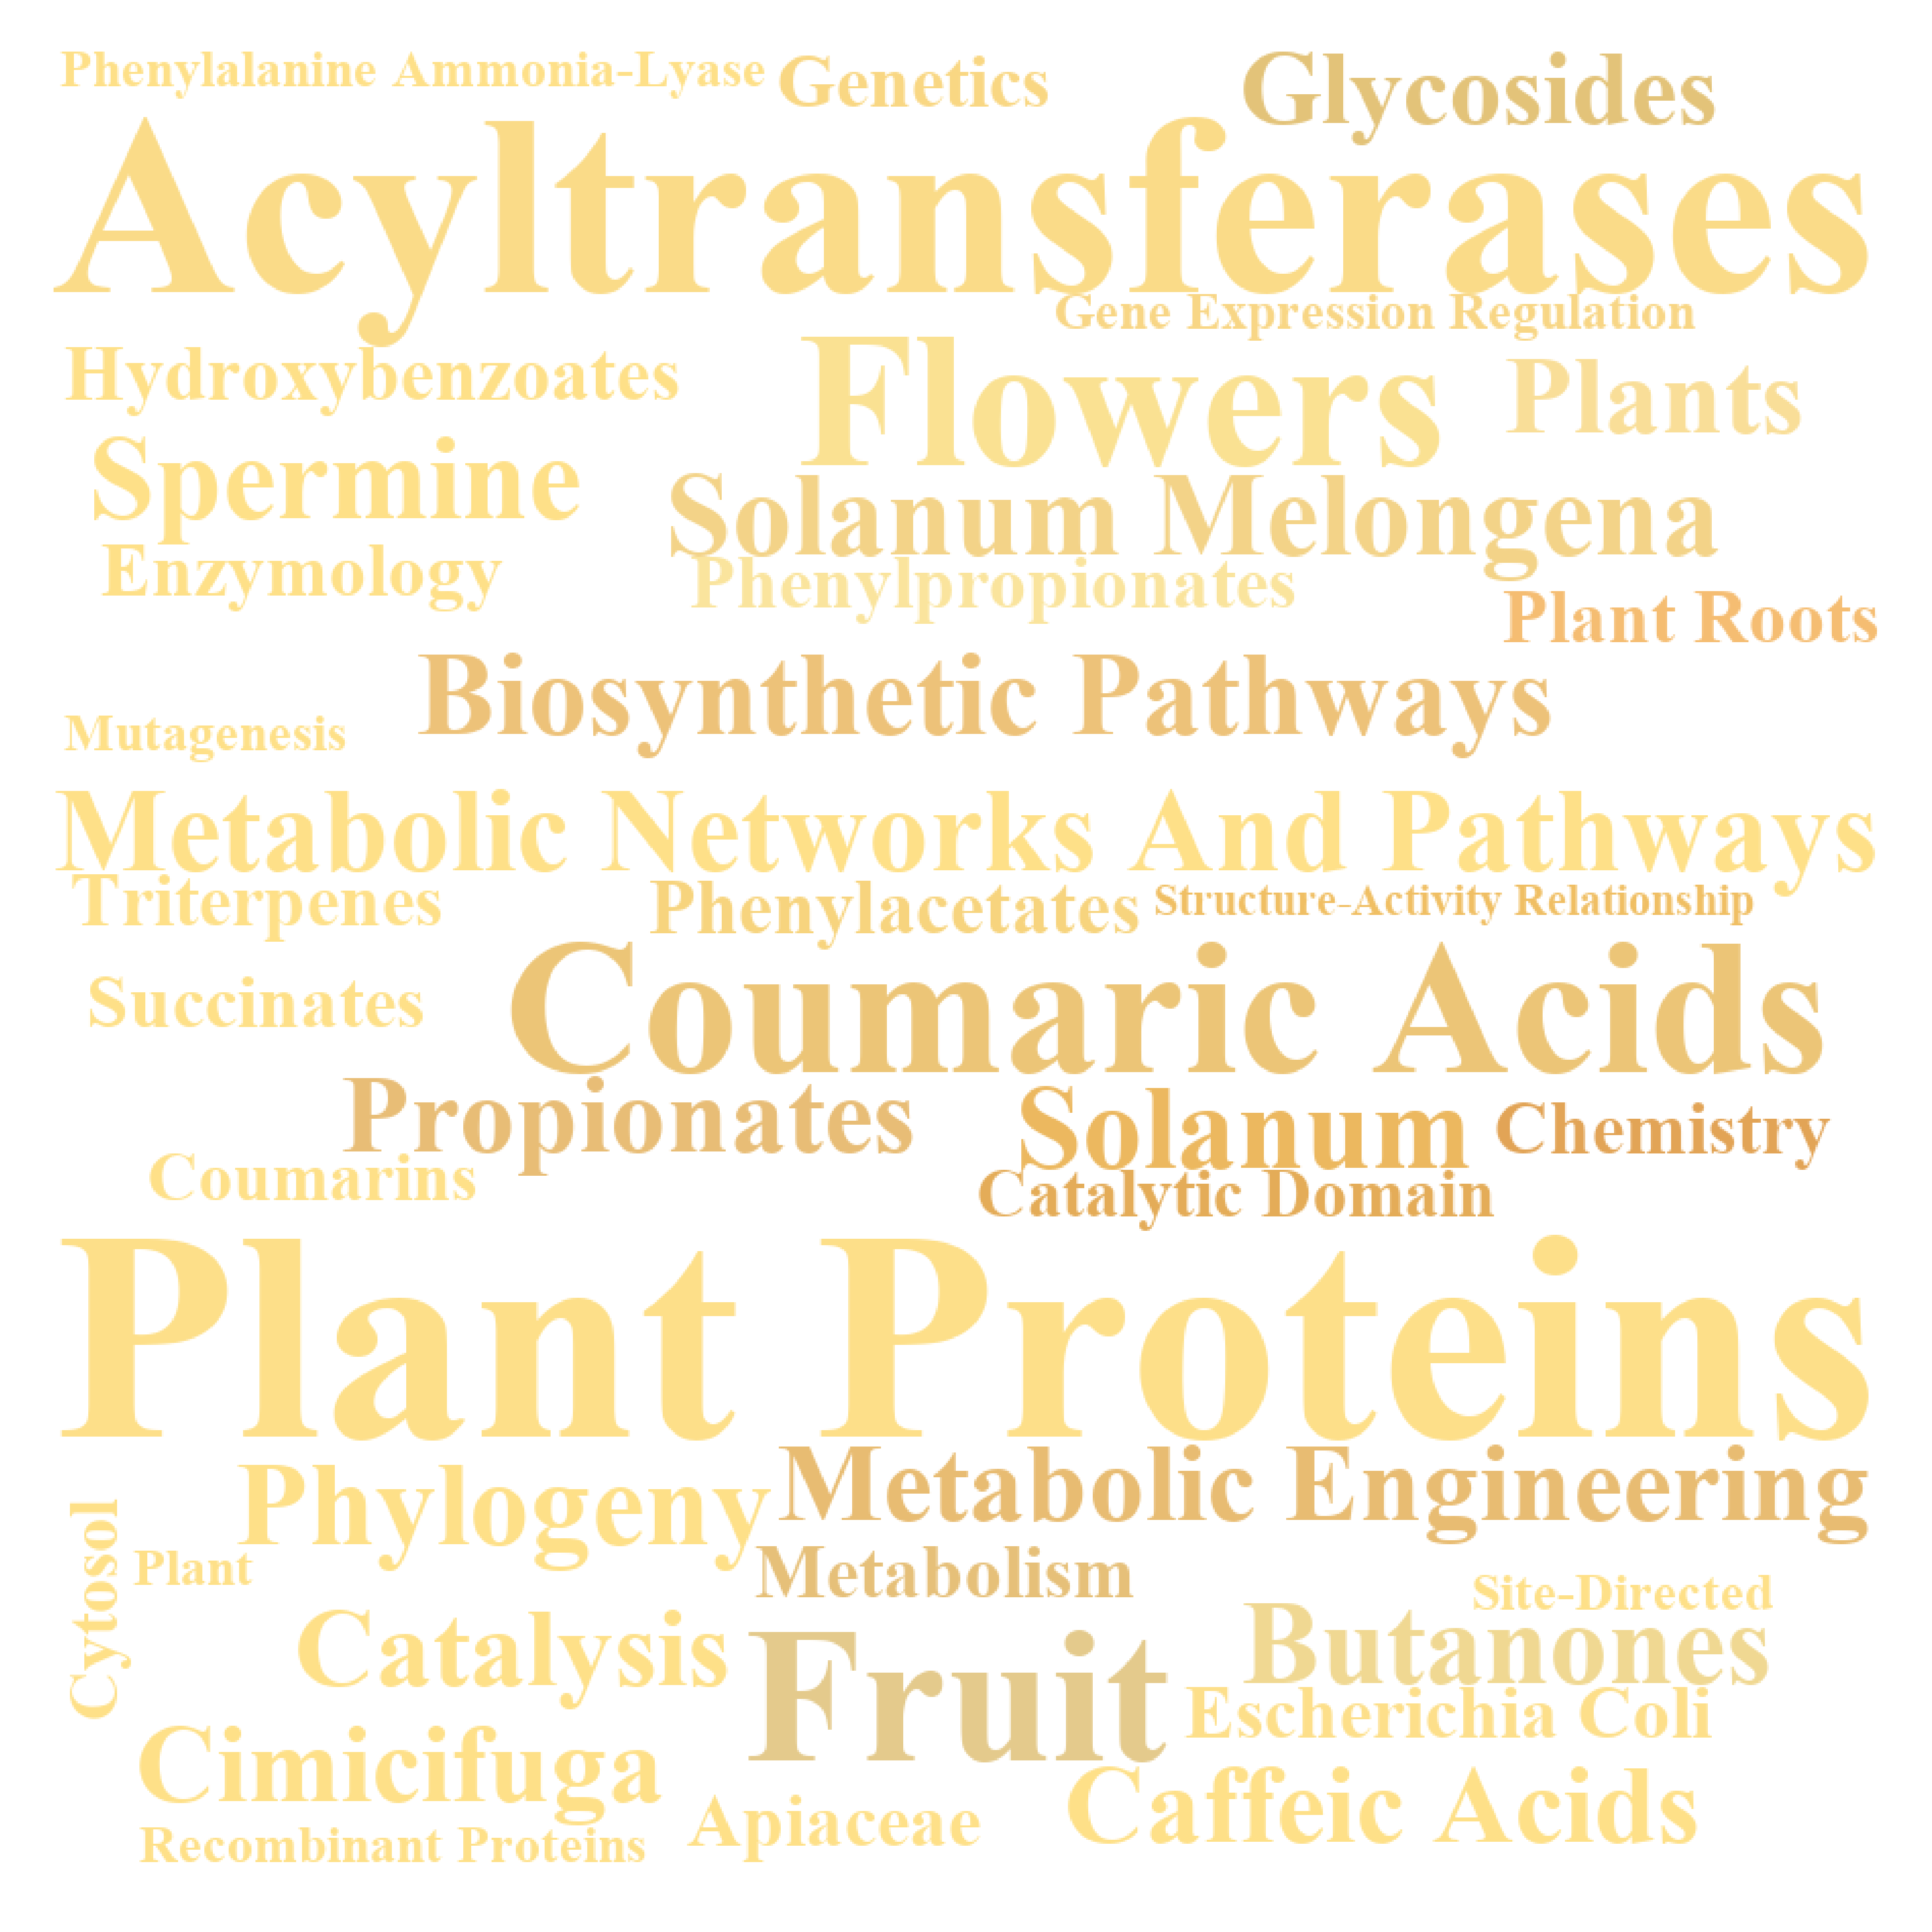 Phenylalanine Ammonia-Lyase
Genetics
Glycosides
Acyltransferases
Gene Expression Regulation
Hydroxybenzoates
Flowers
Plants
Spermine
Solanum Melongena
Enzymology
Phenylpropionates
Plant Roots
Biosynthetic Pathways
Mutagenesis
Metabolic Networks And Pathways
Triterpenes
Phenylacetates
Structure-Activity Relationship
Succinates
Coumaric Acids
Propionates
Solanum
Chemistry
Coumarins
Catalytic Domain
Plant Proteins
Phylogeny
Metabolic Engineering
Cytosol
Plant
Metabolism
Site-Directed
Catalysis
Fruit
Butanones
Escherichia Coli
Cimicifuga
Caffeic Acids
Recombinant Proteins
Apiaceae